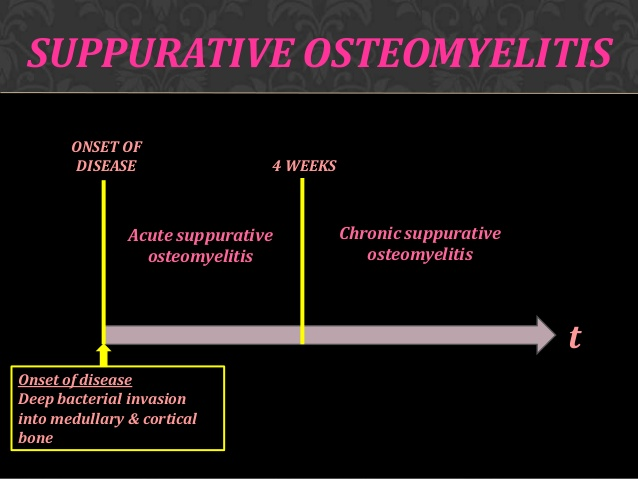 SUPPURATIVE OSTEOMYELITIS
ONSET OF
DISEASE
4 WEEKS
Acute suppurative
osteomyelitis
Chronic suppurative
osteomyelitis
t
Onset of disease
Deep bacterial invasion
into medullary & cortical
bone